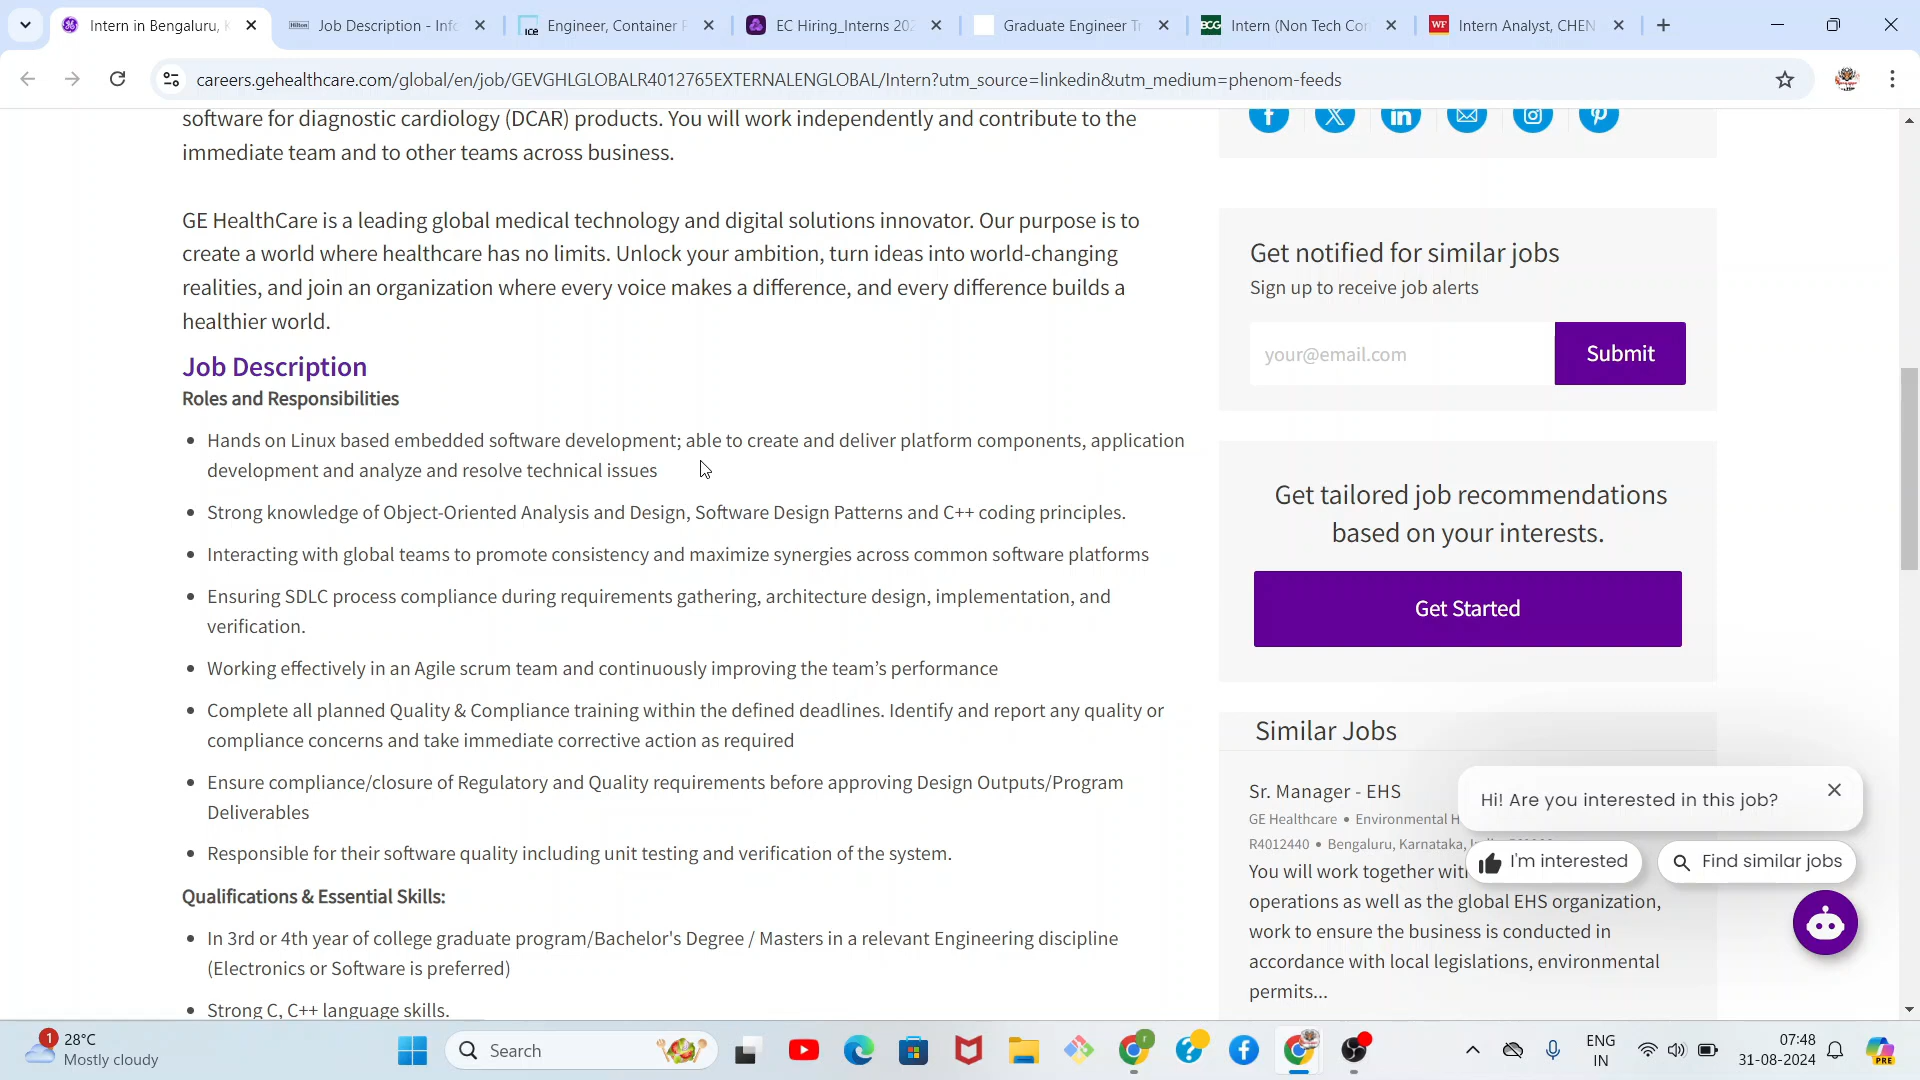 Intern in Bengaluru, K
Job Description - Info
Engineer, Container P
EC Hiring_Interns 202
Graduate Engineer Tr
Intern (Non Tech Con
Intern Analyst, CHEN
careers.gehealthcare.com/global/en/job/GEVGHLGLOBALR4012765EXTERNALENGLOBAL/Intern?utm_source=linkedin&utm_medium=phenom-feeds
software for diagnostic cardiology (DCAR) products. You will work independently and contribute to the
immediate team and to other teams across business.
GE HealthCare is a leading global medical technology and digital solutions innovator. Our purpose is to
create a world where healthcare has no limits. Unlock your ambition, turn ideas into world-changing
realities, and join an organization where every voice makes a difference, and every difference builds a
healthier world.
Job Description
Roles and Responsibilities
• Hands on Linux based embedded software development; able to create and deliver platform components, application
development and analyze and resolve technical issues
• Strong knowledge of Object-Oriented Analysis and Design, Software Design Patterns and C++ coding principles.
• Interacting with global teams to promote consistency and maximize synergies across common software platforms
• Ensuring SDLC process compliance during requirements gathering, architecture design, implementation, and
verification.
• Working effectively in an Agile scrum team and continuously improving the team’s performance
• Complete all planned Quality & Compliance training within the defined deadlines. Identify and report any quality or
compliance concerns and take immediate corrective action as required
• Ensure compliance/closure of Regulatory and Quality requirements before approving Design Outputs/Program
Deliverables
• Responsible for their software quality including unit testing and verification of the system.
Qualifications & Essential Skills:
• In 3rd or 4th year of college graduate program/Bachelor's Degree / Masters in a relevant Engineering discipline
(Electronics or Software is preferred)
• Strong C, C++ language skills.
Get notified for similar jobs
Sign up to receive job alerts
your@email.com
Submit
Get tailored job recommendations
based on your interests.
Get Started
Similar Jobs
Sr. Manager - EHS
GE Healthcare • Environmental H
R4012440 • Bengaluru, Karnataka,
You will work together wit
operations as well as the global EHS organization,
work to ensure the business is conducted in
accordance with local legislations, environmental
permits...
Hi! Are you interested in this job?
I'm interested
Find similar jobs
1
28°C
Mostly cloudy
Search
ENG
IN
07:48
31-08-2024